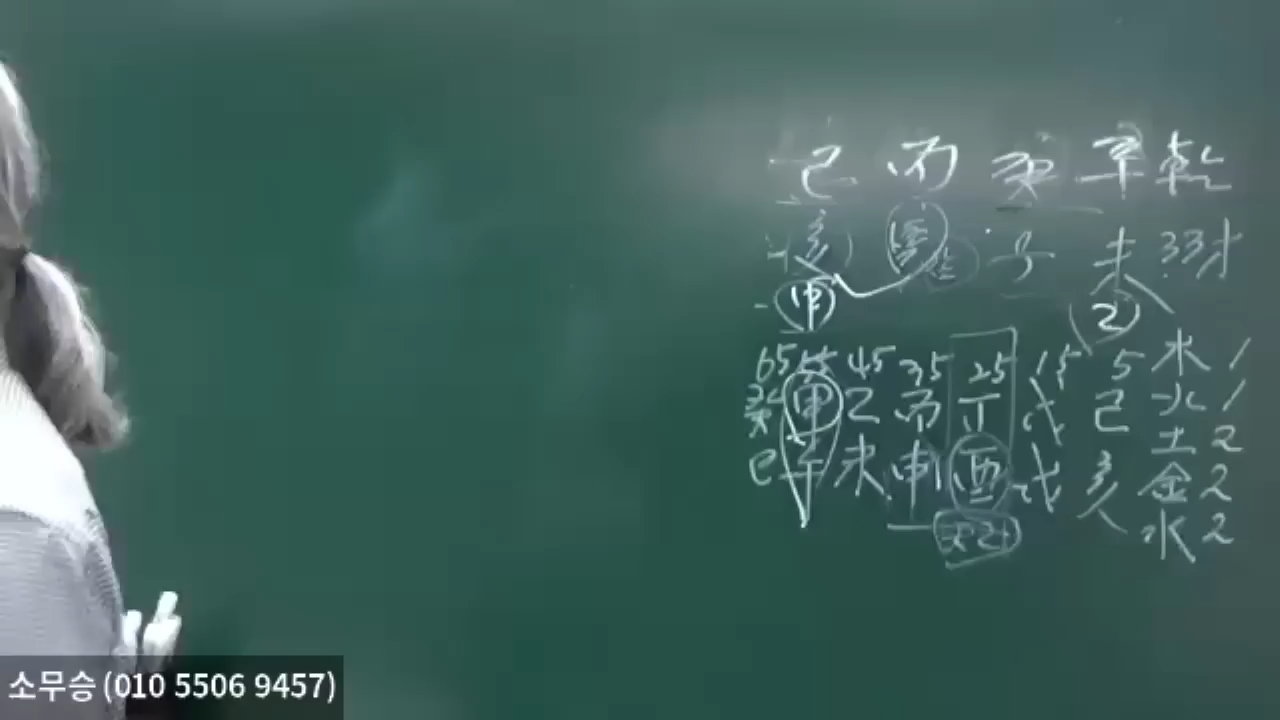 己 丙 癸 辛 乾
亥 子 未 33才
甲 乙
65 55 45 35 25 15 5 木 1
癸 甲 乙 丙 丁 戊 己 火 1
土 2
巳 午 未 申 酉 戌 亥 金 2
水 2
소무승 (010 5506 9457)